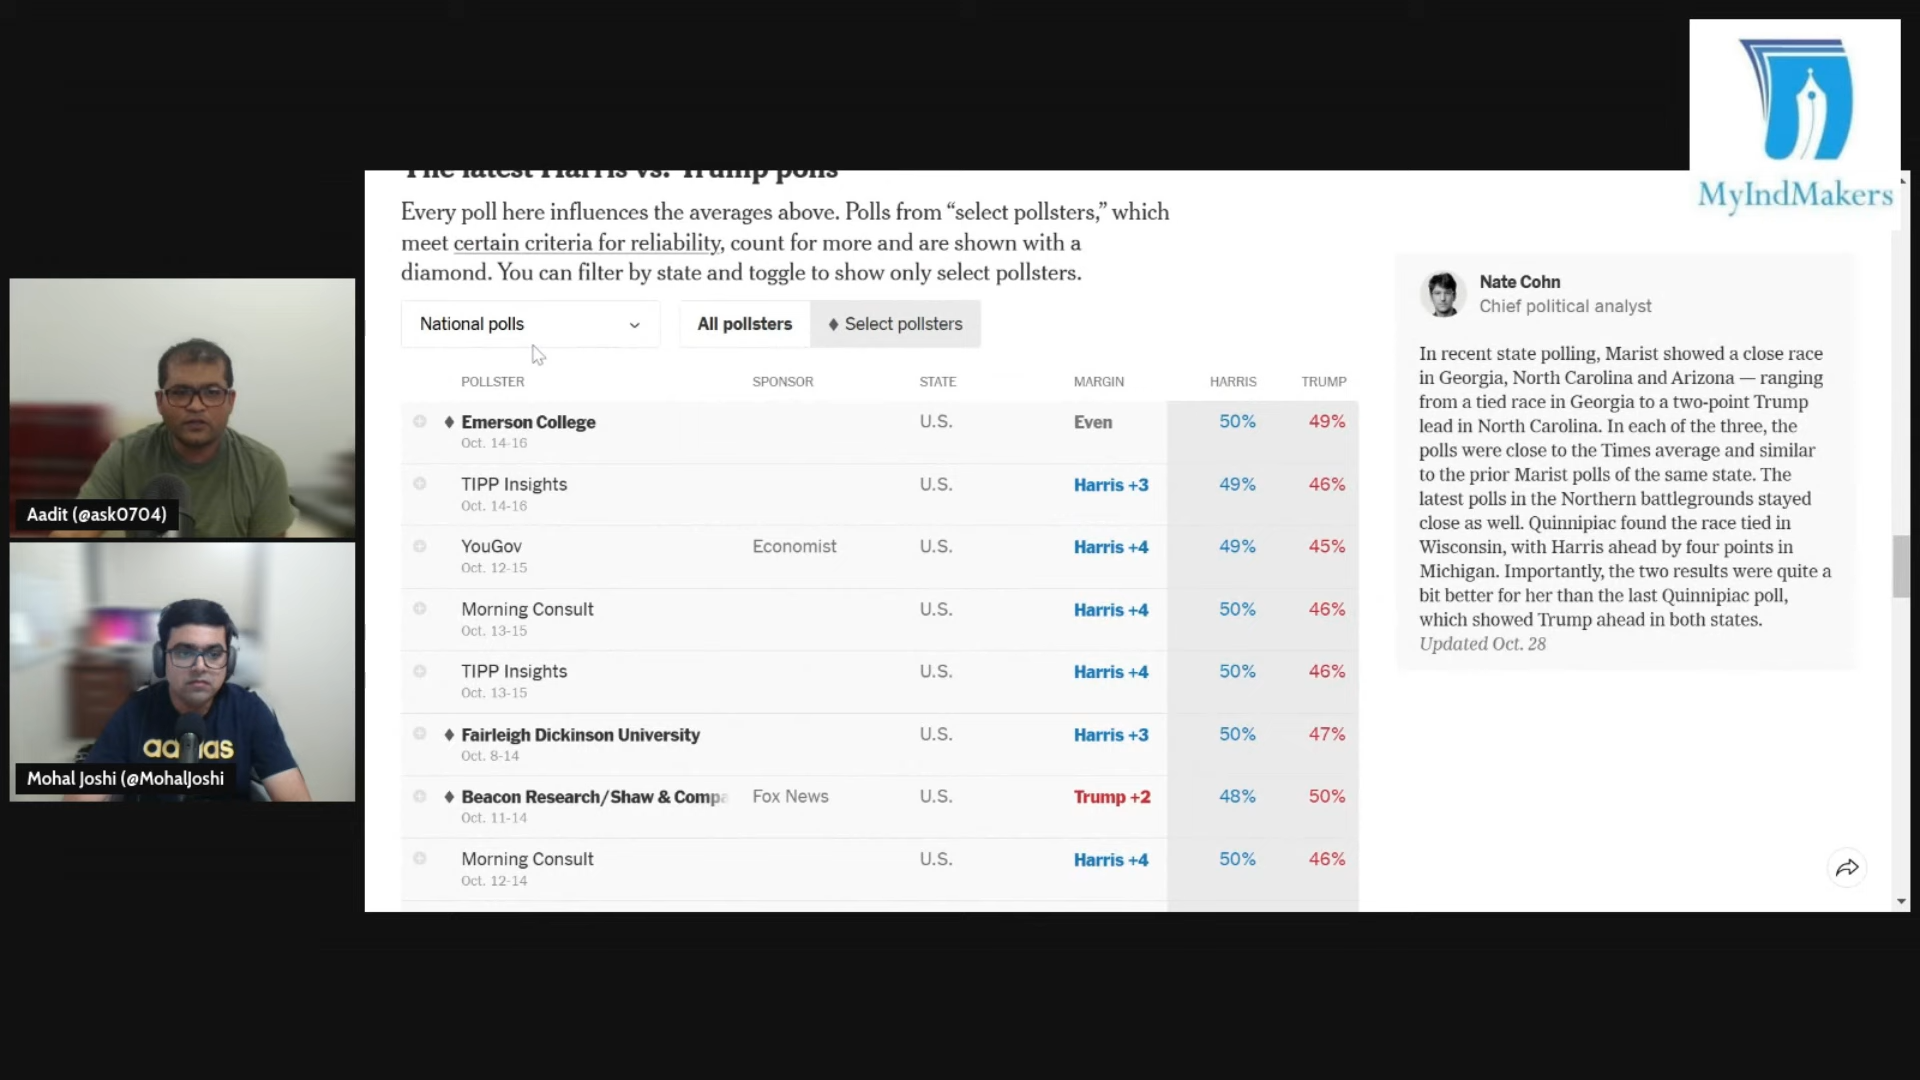 MyIndMakers
The latest Harris vs. Trump polls
Every poll here influences the averages above. Polls from “select pollsters,” which
meet certain criteria for reliability, count for more and are shown with a
diamond. You can filter by state and toggle to show only select pollsters.
National polls
All pollsters
Select pollsters
POLLSTER SPONSOR STATE MARGIN HARRIS TRUMP
Emerson College U.S. Even 50% 49%
Oct. 14-16
TIPP Insights U.S. Harris +3 49% 46%
Oct. 14-16
YouGov Economist U.S. Harris +4 49% 45%
Oct. 12-15
Morning Consult U.S. Harris +4 50% 46%
Oct. 13-15
TIPP Insights U.S. Harris +4 50% 46%
Oct. 13-15
Fairleigh Dickinson University U.S. Harris +3 50% 47%
Oct. 8-14
Beacon Research/Shaw & Compa Fox News U.S. Trump +2 48% 50%
Oct. 11-14
Morning Consult U.S. Harris +4 50% 46%
Oct. 12-14
Nate Cohn
Chief political analyst
In recent state polling, Marist showed a close race
in Georgia, North Carolina and Arizona — ranging
from a tied race in Georgia to a two-point Trump
lead in North Carolina. In each of the three, the
polls were close to the Times average and similar
to the prior Marist polls of the same state. The
latest polls in the Northern battlegrounds stayed
close as well. Quinnipiac found the race tied in
Wisconsin, with Harris ahead by four points in
Michigan. Importantly, the two results were quite a
bit better for her than the last Quinnipiac poll,
which showed Trump ahead in both states.
Updated Oct. 28
Aadit (@ask0704)
Mohal Joshi (@MohalJoshi